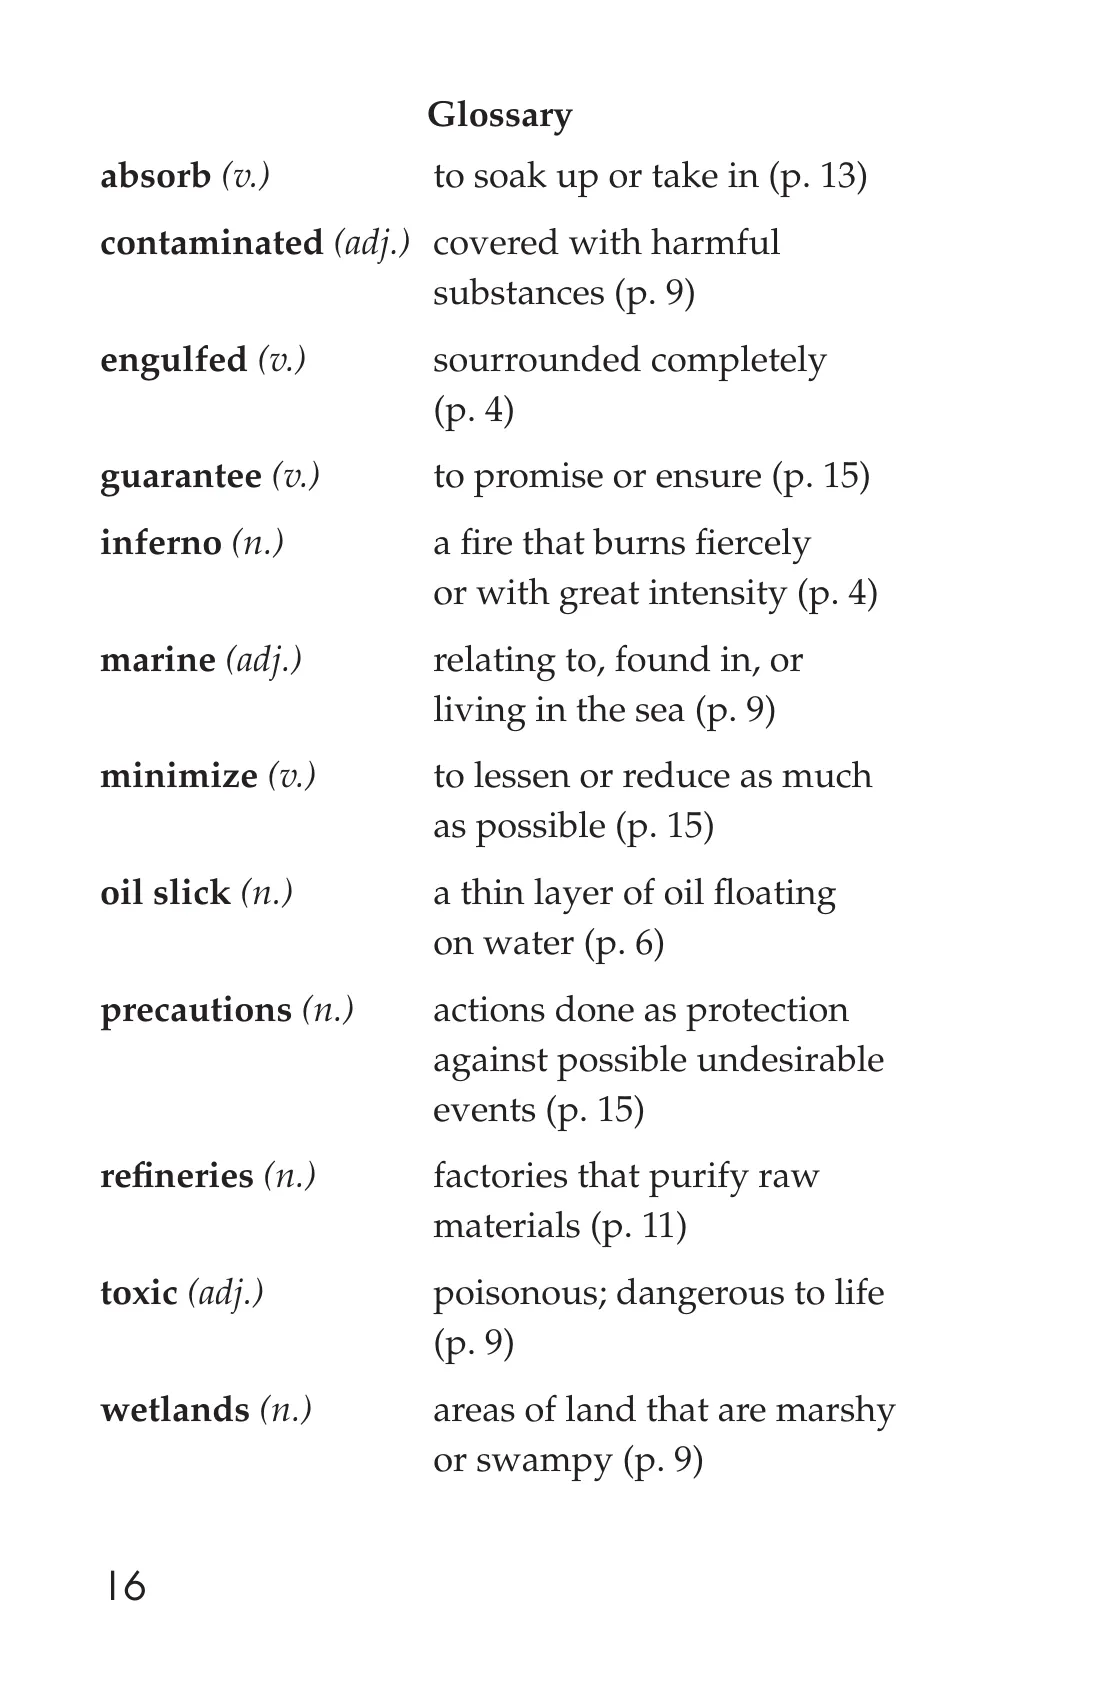 Glossary
absorb (v.) to soak up or take in (p. 13)
contaminated (adj.) covered with harmful
substances (p. 9)
engulfed (v.) sourrounded completely
(p. 4)
guarantee (v.) to promise or ensure (p. 15)
inferno (n.) a fire that burns fiercely
or with great intensity (p. 4)
marine (adj.) relating to, found in, or
living in the sea (p. 9)
minimize (v.) to lessen or reduce as much
as possible (p. 15)
oil slick (n.) a thin layer of oil floating
on water (p. 6)
precautions (n.) actions done as protection
against possible undesirable
events (p. 15)
refineries (n.) factories that purify raw
materials (p. 11)
toxic (adj.) poisonous; dangerous to life
(p. 9)
wetlands (n.) areas of land that are marshy
or swampy (p. 9)
16